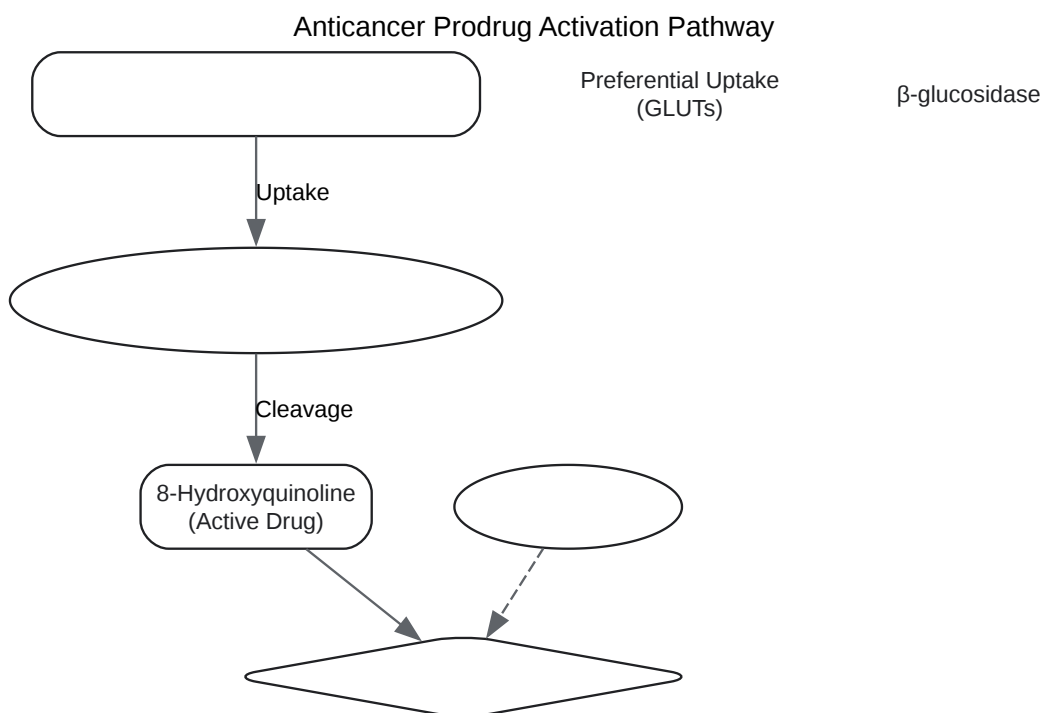 Anticancer Prodrug Activation Pathway
Preferential Uptake
(GLUTs)
β-glucosidase
Uptake
Cleavage
8-Hydroxyquinoline
(Active Drug)